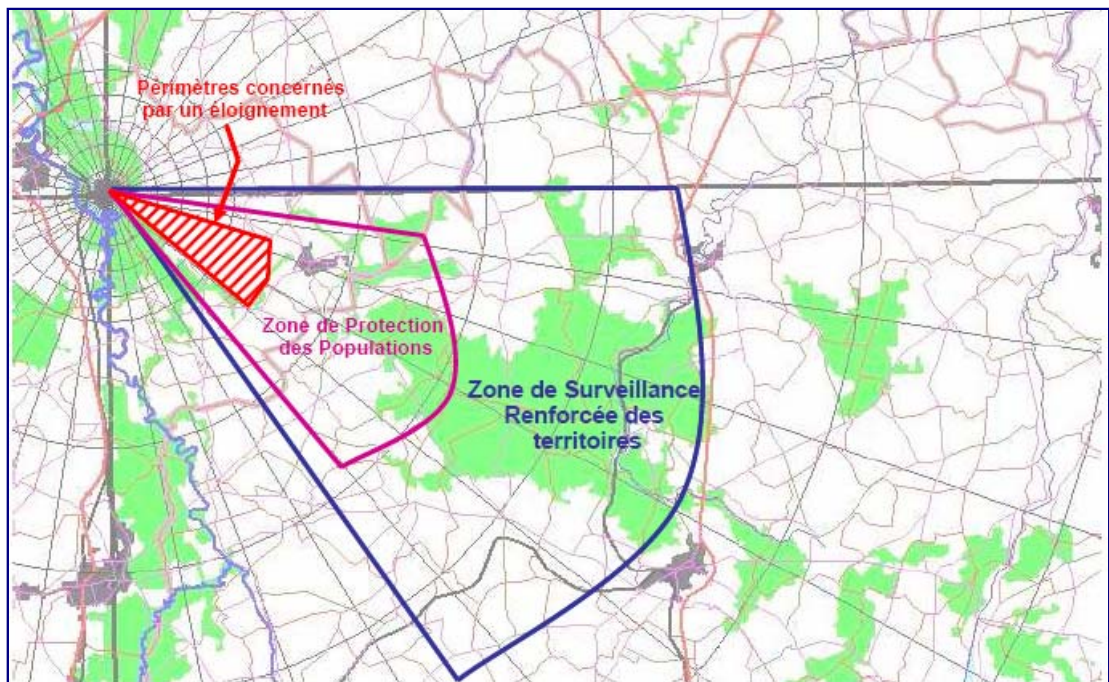 Périmètres concernés
par un éloignement
Zone de Protection
des Populations
Zone de Surveillance
Renforcée des
territoires